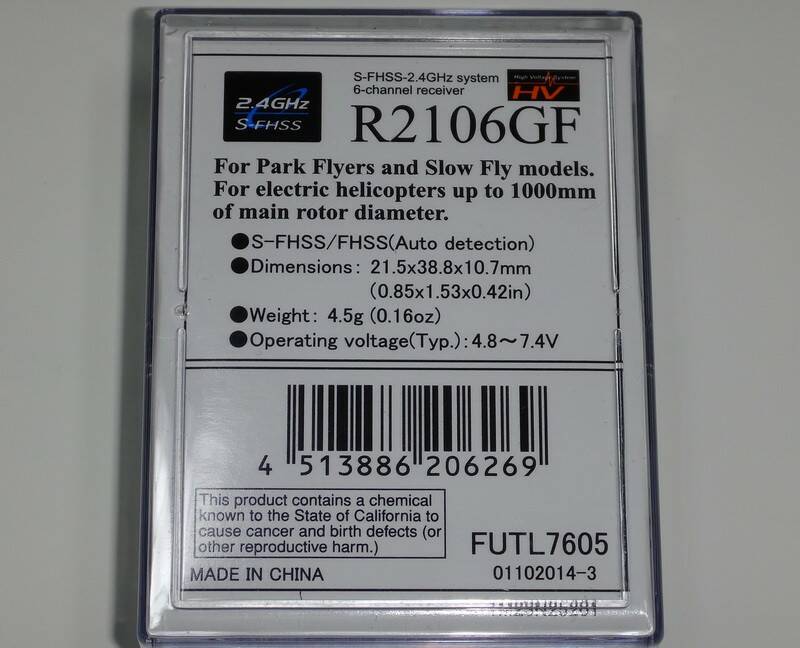 2.4GHz
S-FHSS
S-FHSS-2.4GHz system
6-channel receiver
High Voltage System
HV
R2106GF
For Park Flyers and Slow Fly models.
For electric helicopters up to 1000mm
of main rotor diameter.
●S-FHSS/FHSS(Auto detection)
●Dimensions: 21.5x38.8x10.7mm
(0.85x1.53x0.42in)
●Weight: 4.5g (0.16oz)
●Operating voltage(Typ.):4.8～7.4V
4 513886 206269
This product contains a chemical
known to the State of California to
cause cancer and birth defects (or
other reproductive harm.)
FUTL7605
MADE IN CHINA
01102014-3